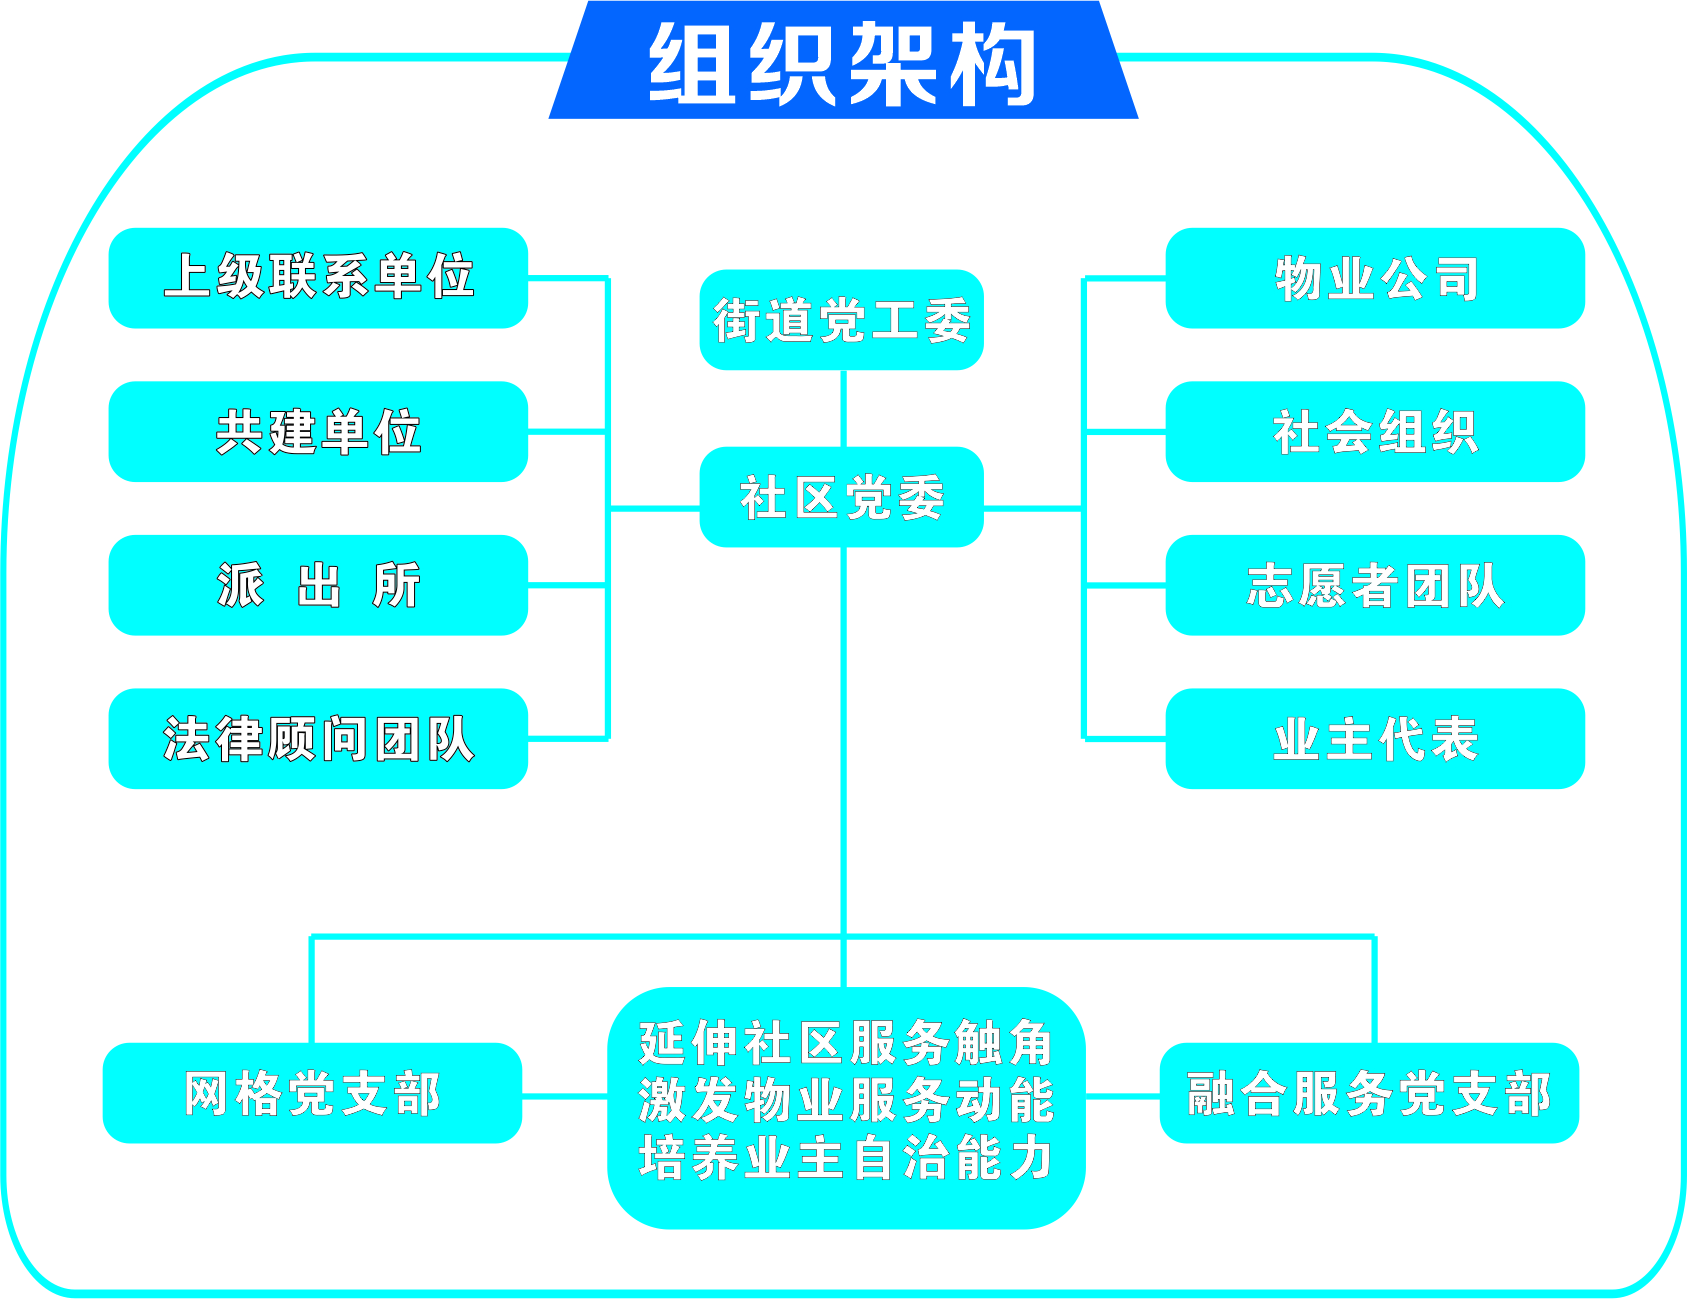 组织架构
上级联系单位
共建单位
派出所
法律顾问团队
街道党工委
社区党委
物业公司
社会组织
志愿者团队
业主代表
网格党支部
延伸社区服务触角
激发物业服务动能
培养业主自治能力
融合服务党支部